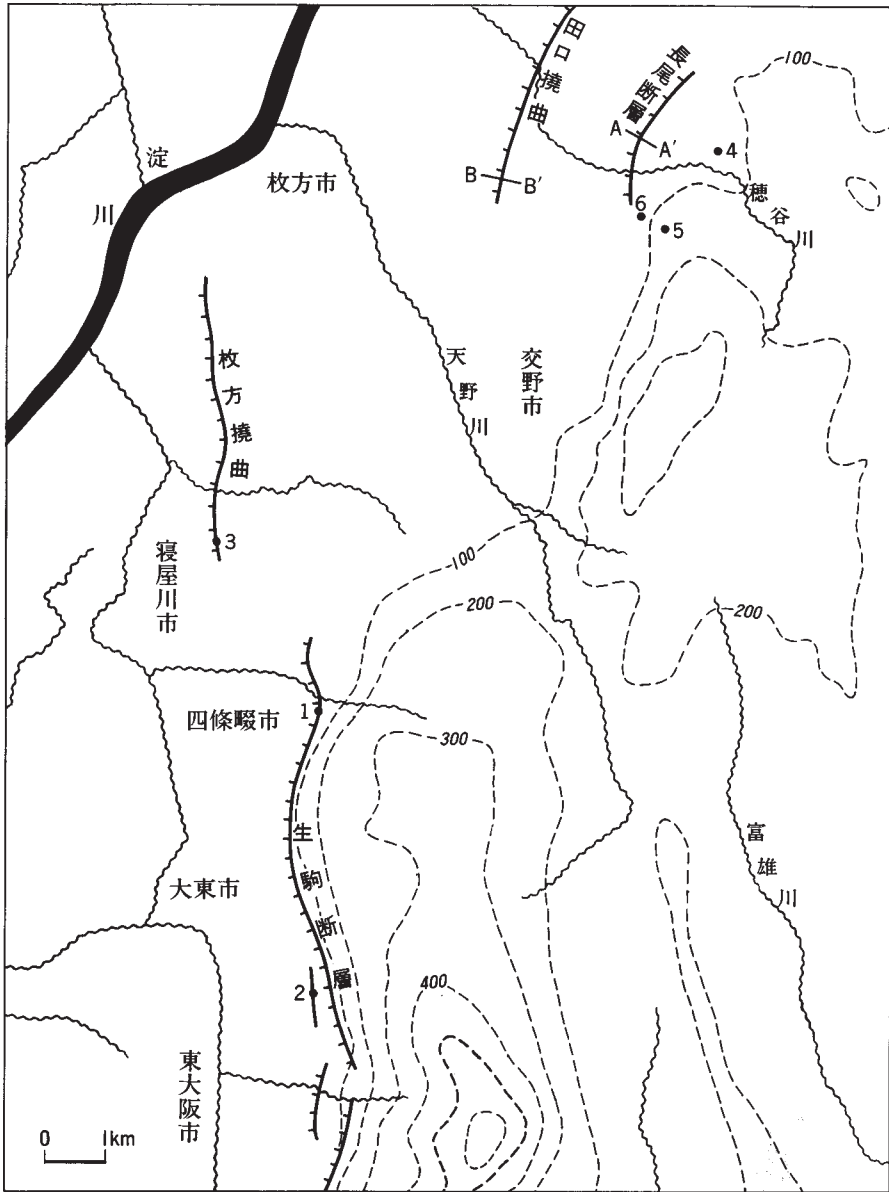 田口撓曲
長尾断層
100
A
A'
4
淀川
枚方市
B
B'
穂谷川
6
5
枚方撓曲
天野川
交野市
3
寝屋川市
100
200
200
四條畷市
1
300
生駒断層
富雄川
大東市
2
400
東大阪市
0 1km